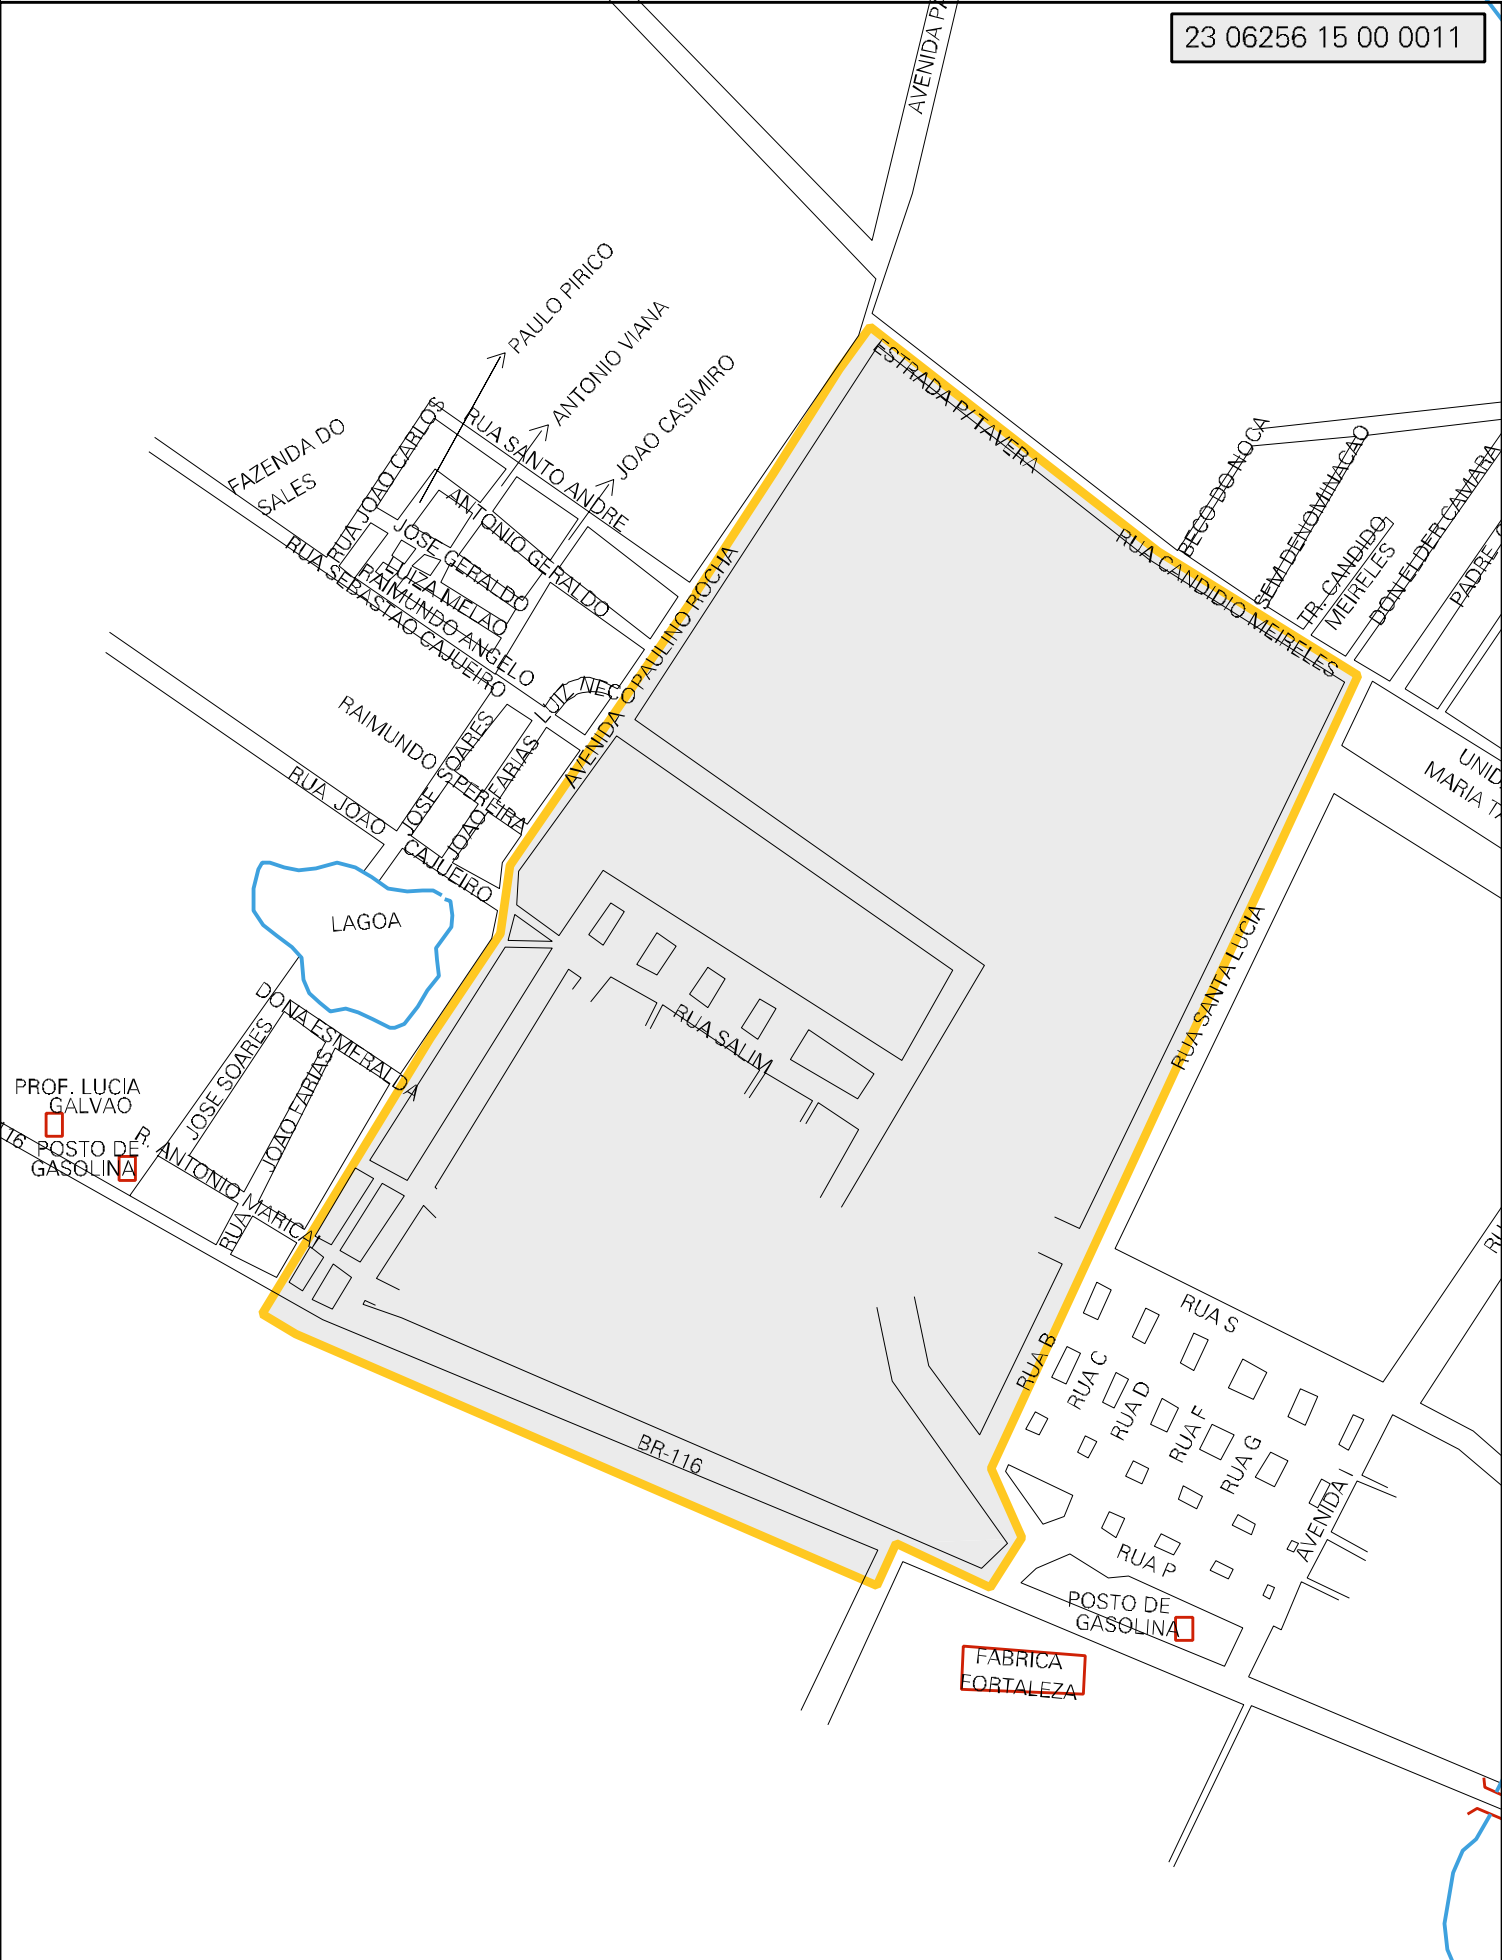 23 06256 15 00 0011
PAULO PIRICO
ANTONIO VIANA
JOAO CASIMIRO
ESTRADA P/ TAVERA
RUA SANTO ANDRE
RUA JOAO CARLOS
FAZENDA DO
SALES
ANTONIO GERALDO
JOSE GERALDO
LUIZA MELAO
RAIMUNDO ANGELO
RUA SEBASTAO CAJUEIRO
LUIZ NECO
AVENIDA O PAULINO ROCHA
BECO DO NOCA
SEM DENOMINACAO
TR. CANDIDO
MEIRELES
DON ELDER CAMARA
PADRE
RUA CANDIDIO MEIRELES
RAIMUNDO PEREIRA
JOSE SOARES
JOAO FARIAS
RUA JOAO
CAJUEIRO
MARIA
LAGOA
RUA SANTA LUCIA
DONA ESMERALDA
RUA SALIM
JOSE SOARES
RUA JOAO FARIAS
PROF. LUCIA
GALVAO
POSTO DE
GASOLINA
116
R. ANTONIO MARICAI
RUA S
RUA B
RUA C
RUA D
RUA F
RUA G
AVENIDA I
BR-116
RUA P
POSTO DE
GASOLINA
FABRICA
FORTALEZA